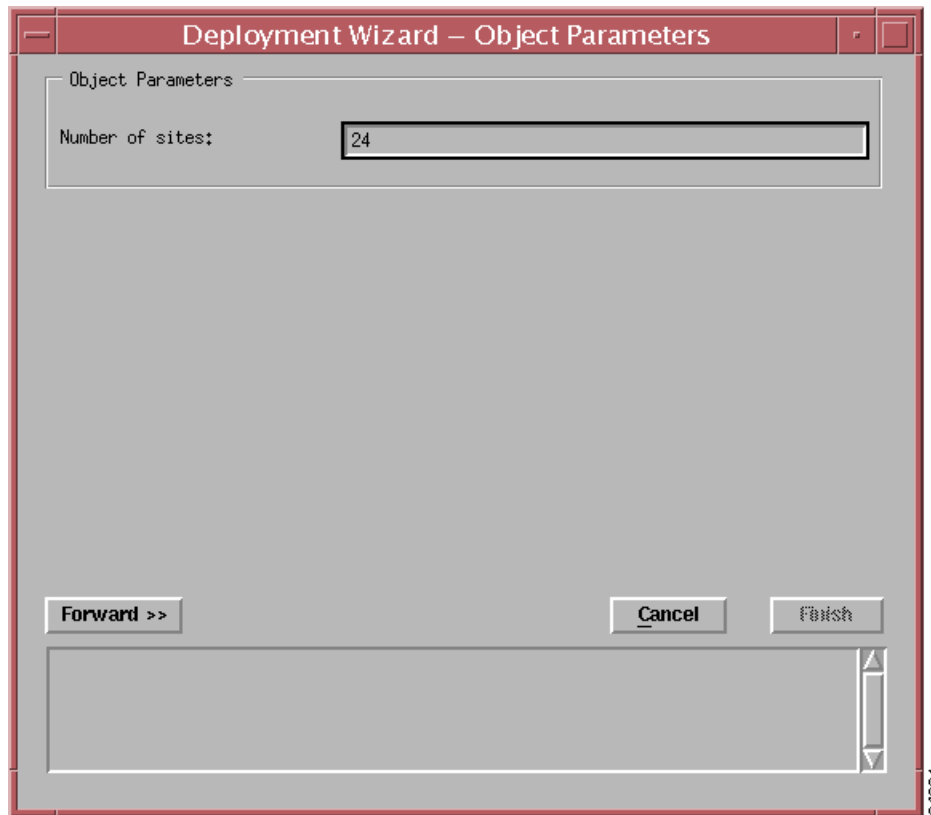 Deployment Wizard – Object Parameters
Object Parameters
Number of sites:
24
Forward >>
Cancel
Finish